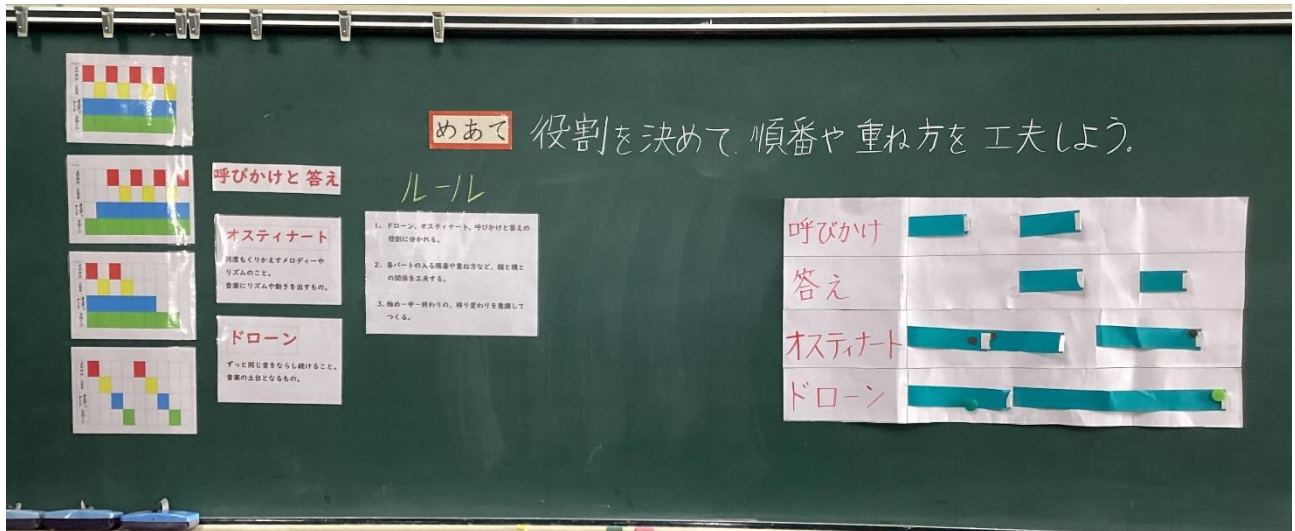 めあて 役割を決めて 順番や重ね方を工夫しよう。
呼びかけと答え
オスティナート
何度もくりかえすメロディーや
リズムのこと。
音楽にリズムや動きを出すもの。
ドローン
ずっと同じ音をならし続けること。
音楽の土台となるもの。
ルール
1. ドローン、オスティナート、呼びかけと答えの
役割に分かれる。
2. 各パートの入る順番や重ね方など、縦と横と
の関係を工夫する。
3. 始め－中－終わりの、移り変わりを意識して
つくる。
呼びかけ
答え
オスティナート
ドローン